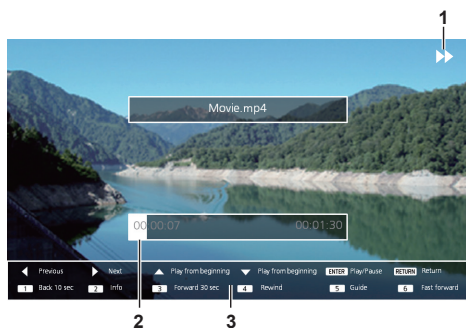 1
Movie.mp4
00:00:07 00:01:30
Previous Next Play from beginning Play from beginning ENTER Play/Pause RETURN Return
1 Back 10 sec 2 Info 3 Forward 30 sec 4 Rewind 5 Guide 6 Fast forward
2 3